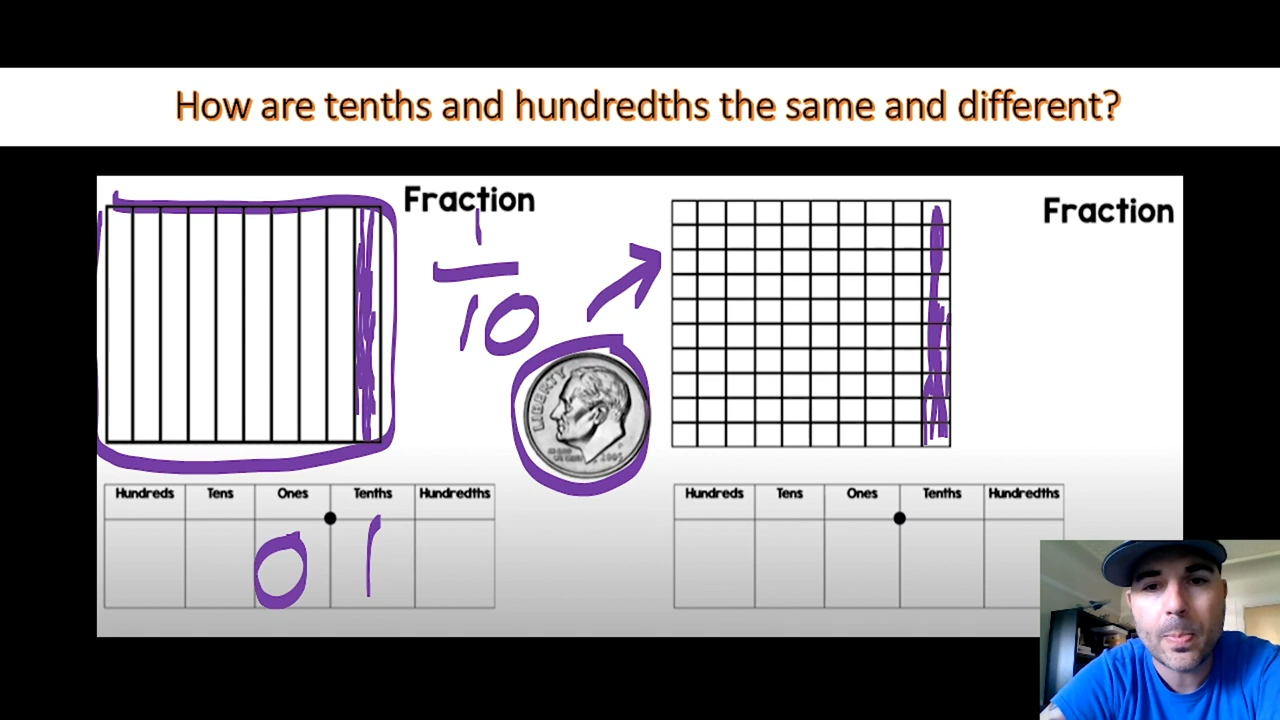 How are tenths and hundredths the same and different?
Fraction
1
10
LIBERTY
2005
Hundreds Tens Ones Tenths Hundredths
0 1
Fraction
Hundreds Tens Ones Tenths Hundredths